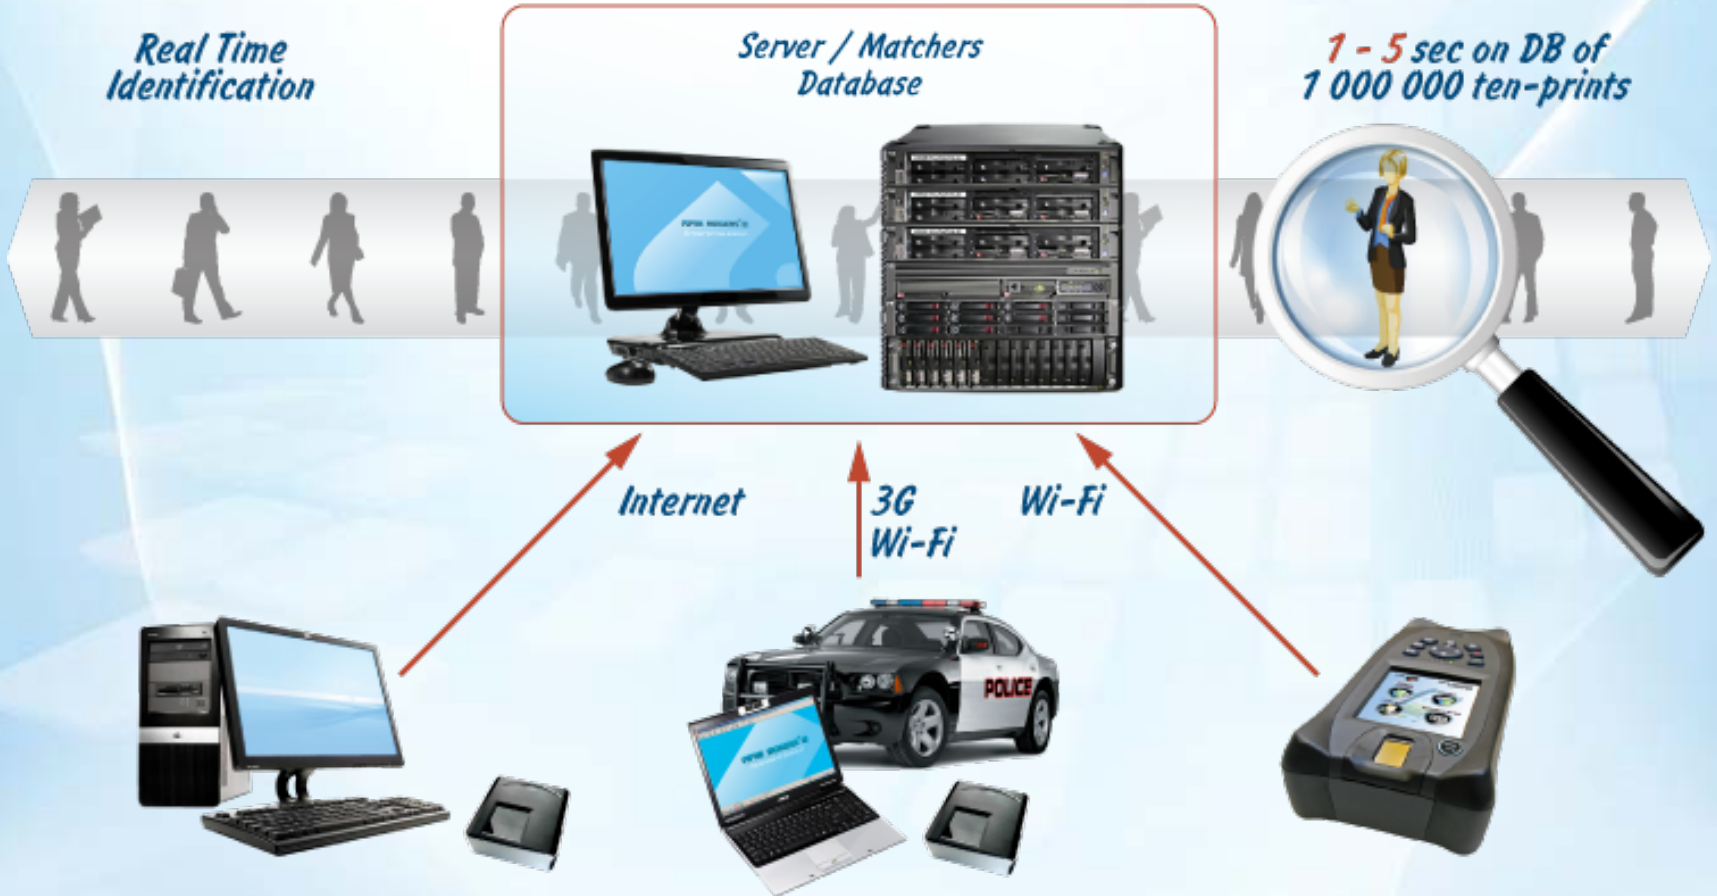 Real Time
Identification
Server / Matchers
Database
1 - 5 sec on DB of
1 000 000 ten-prints
Internet
3G
Wi-Fi
Wi-Fi
POLICE